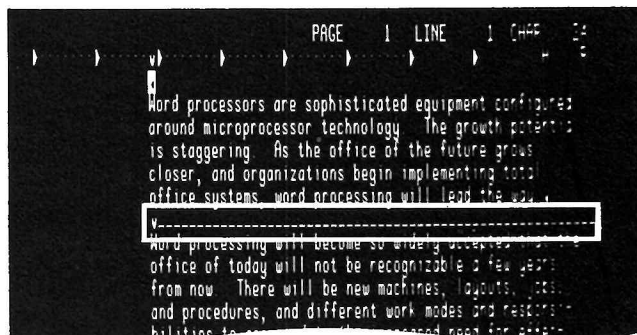 PAGE 1 LINE 1 CHAR
Word processors are sophisticated equipment configured
around microprocessor technology. The growth potential
is staggering. As the office of the future grows
closer, and organizations begin implementing total
office systems, word processing will lead the way.
Word processing will become so widely accepted
office of today will not be recognizable a few years
from now. There will be new machines, layouts, jobs,
and procedures, and different work modes and
bilities to